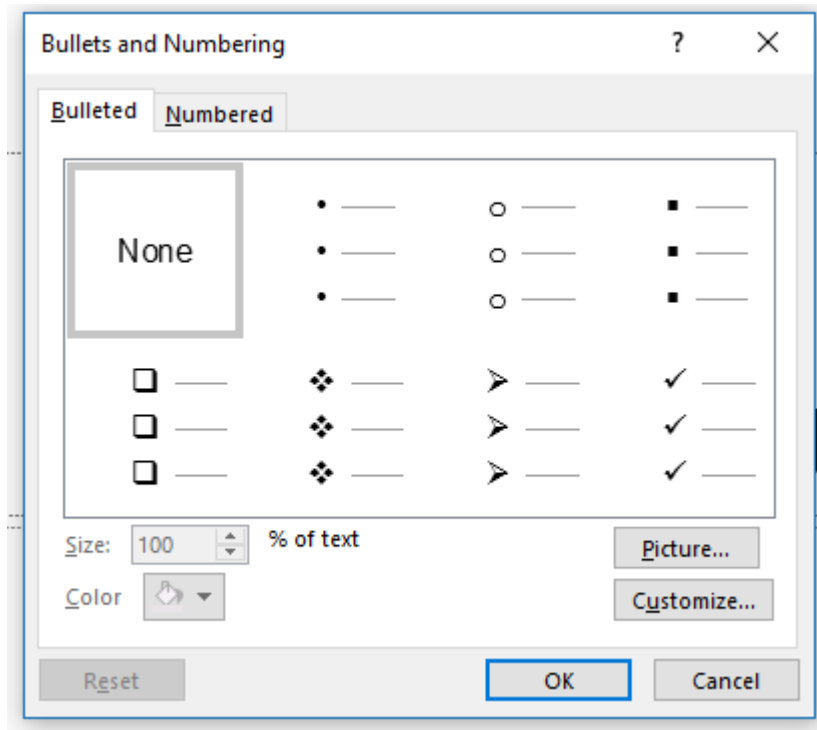 Bullets and Numbering
Bulleted Numbered
None
Size: 100 % of text
Picture...
Color
Customize...
Reset OK Cancel